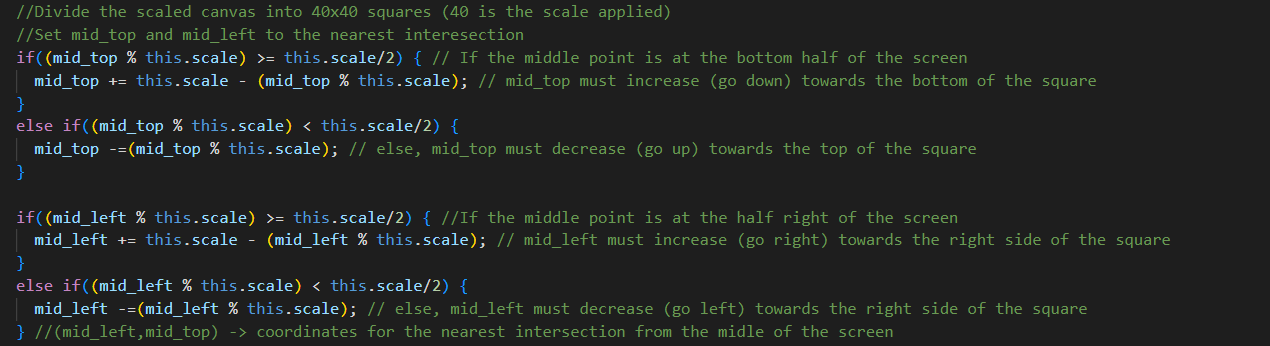 //Divide the scaled canvas into 40x40 squares (40 is the scale applied)
//Set mid_top and mid_left to the nearest interesection
if((mid_top % this.scale) >= this.scale/2) { // If the middle point is at the bottom half of the screen
mid_top += this.scale - (mid_top % this.scale); // mid_top must increase (go down) towards the bottom of the square
}
else if((mid_top % this.scale) < this.scale/2) {
mid_top -=(mid_top % this.scale); // else, mid_top must decrease (go up) towards the top of the square
}
if((mid_left % this.scale) >= this.scale/2) { //If the middle point is at the half right of the screen
mid_left += this.scale - (mid_left % this.scale); // mid_left must increase (go right) towards the right side of the square
}
else if((mid_left % this.scale) < this.scale/2) {
mid_left -=(mid_left % this.scale); // else, mid_left must decrease (go left) towards the right side of the square
} //(mid_left,mid_top) -> coordinates for the nearest intersection from the midle of the screen